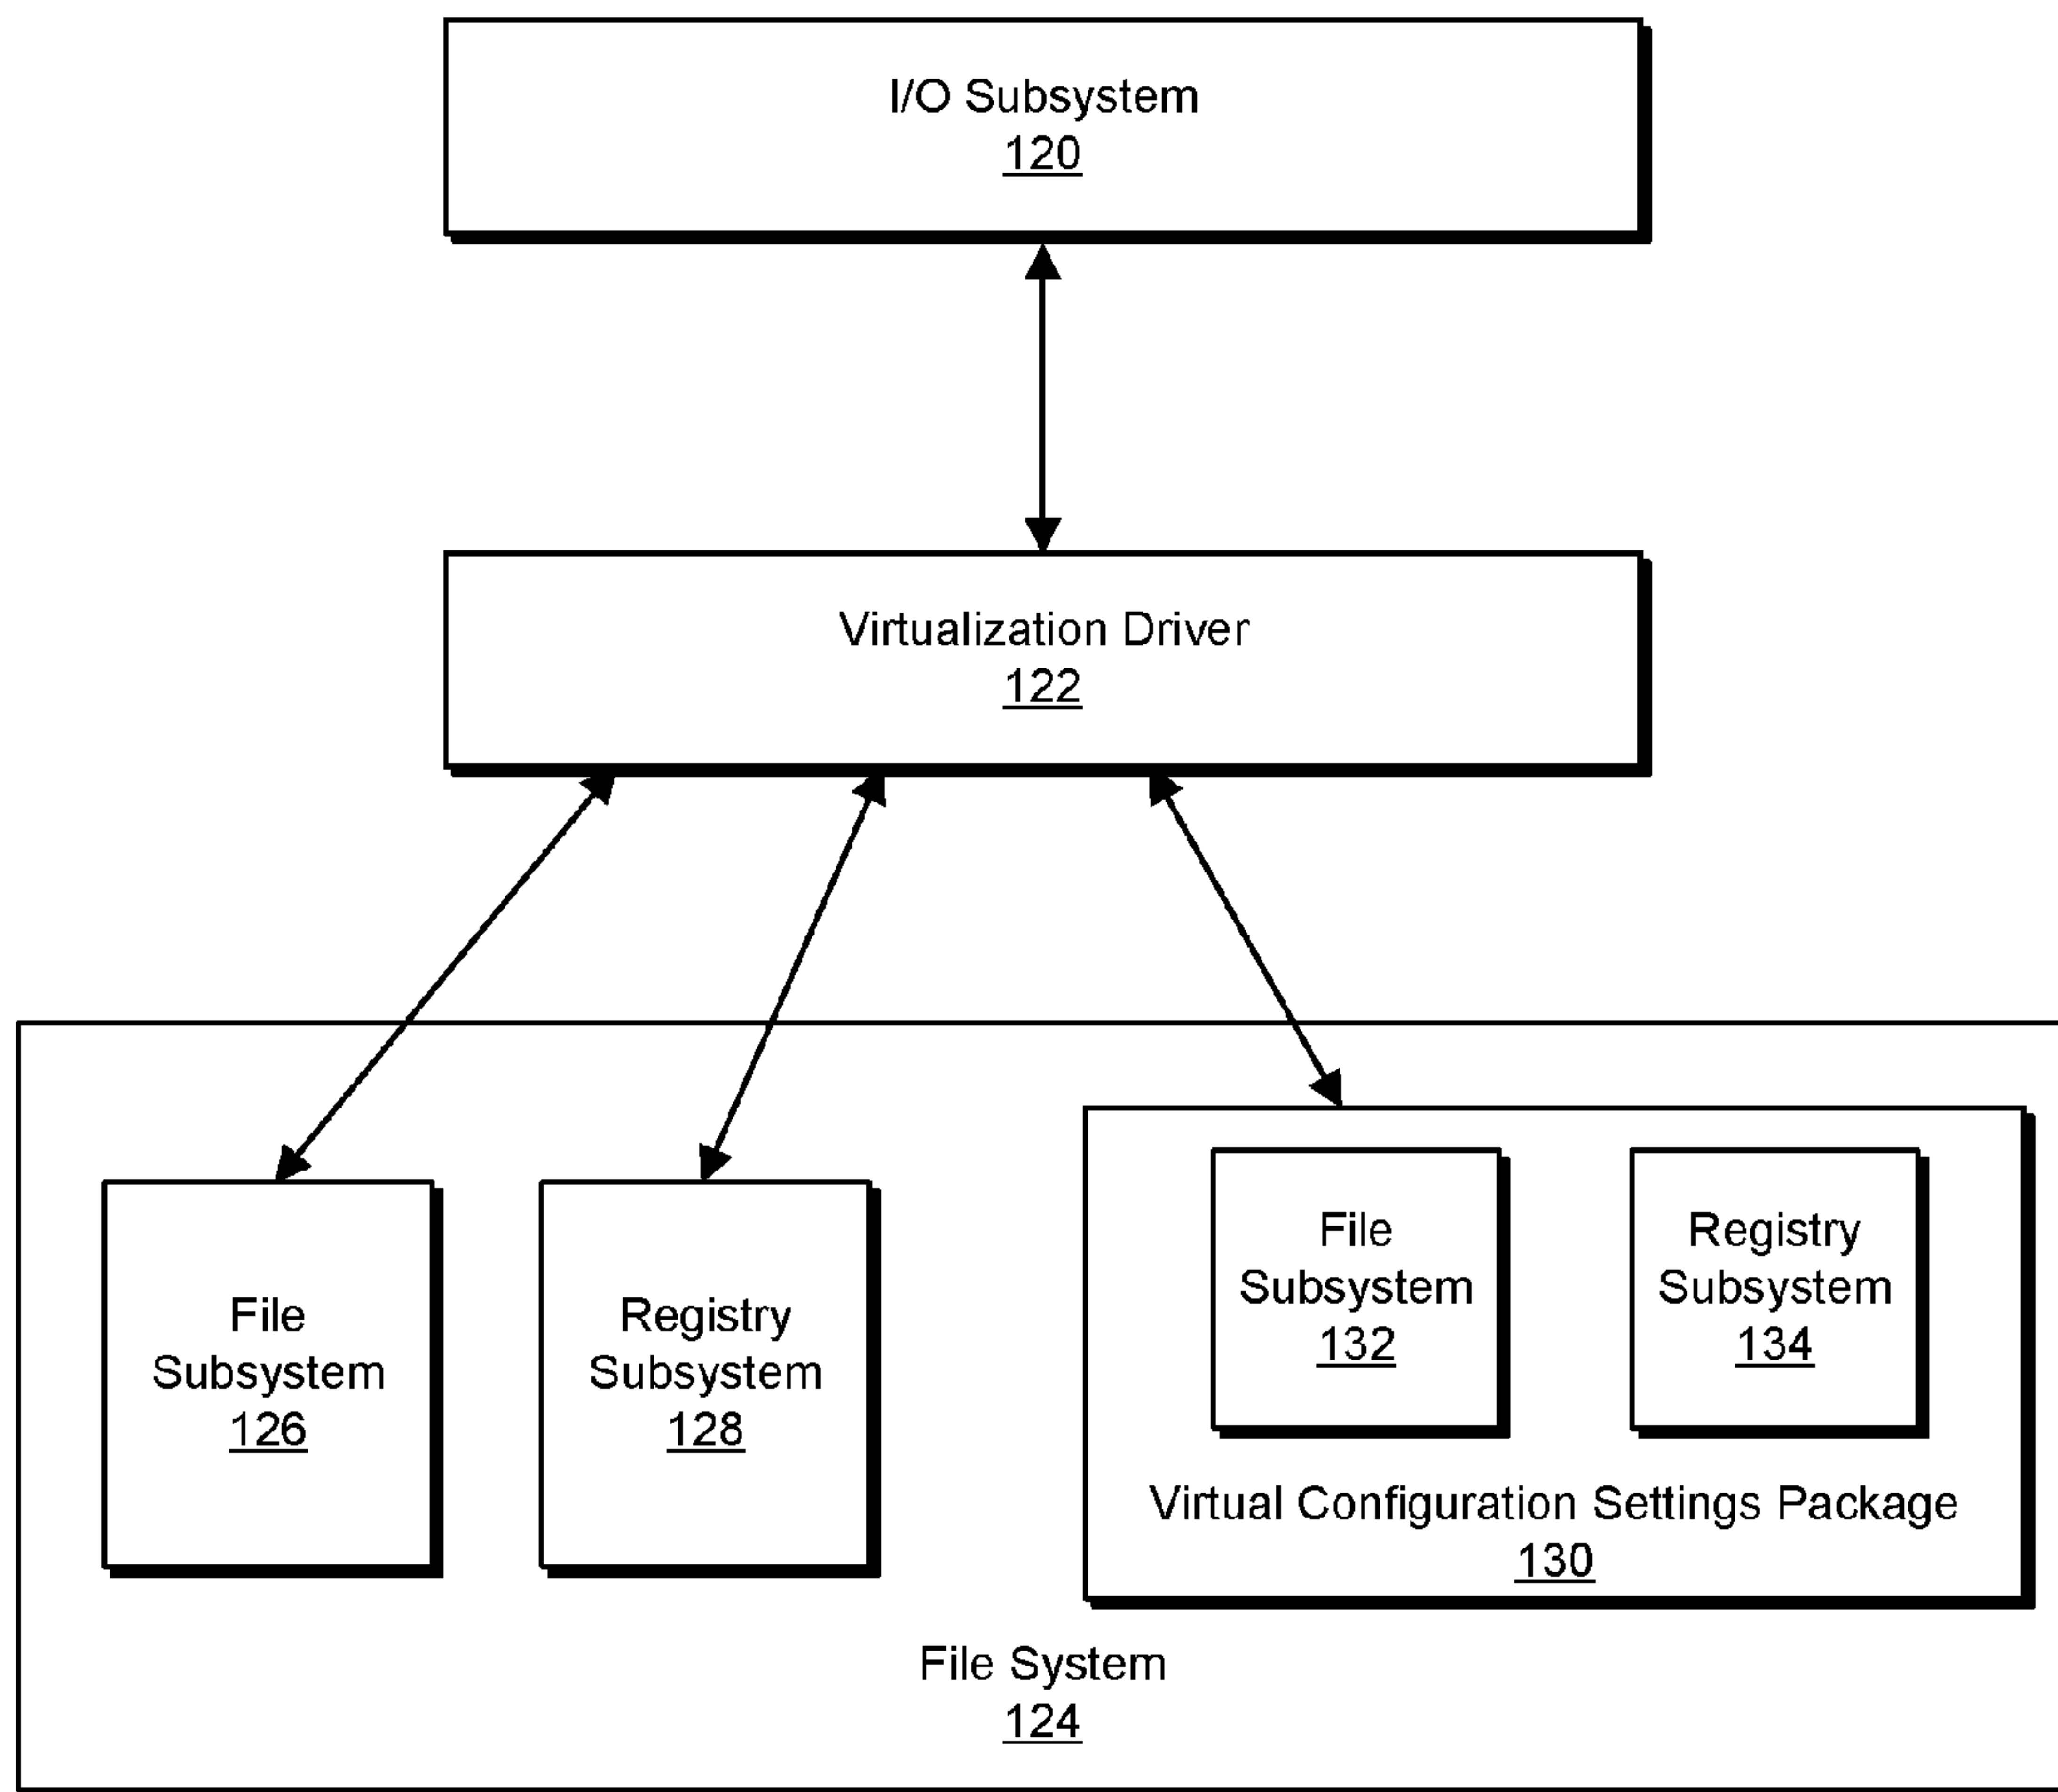 I/O Subsystem
120
Virtualization Driver
122
File
Subsystem
126
Registry
Subsystem
128
File
Subsystem
132
Registry
Subsystem
134
Virtual Configuration Settings Package
130
File System
124